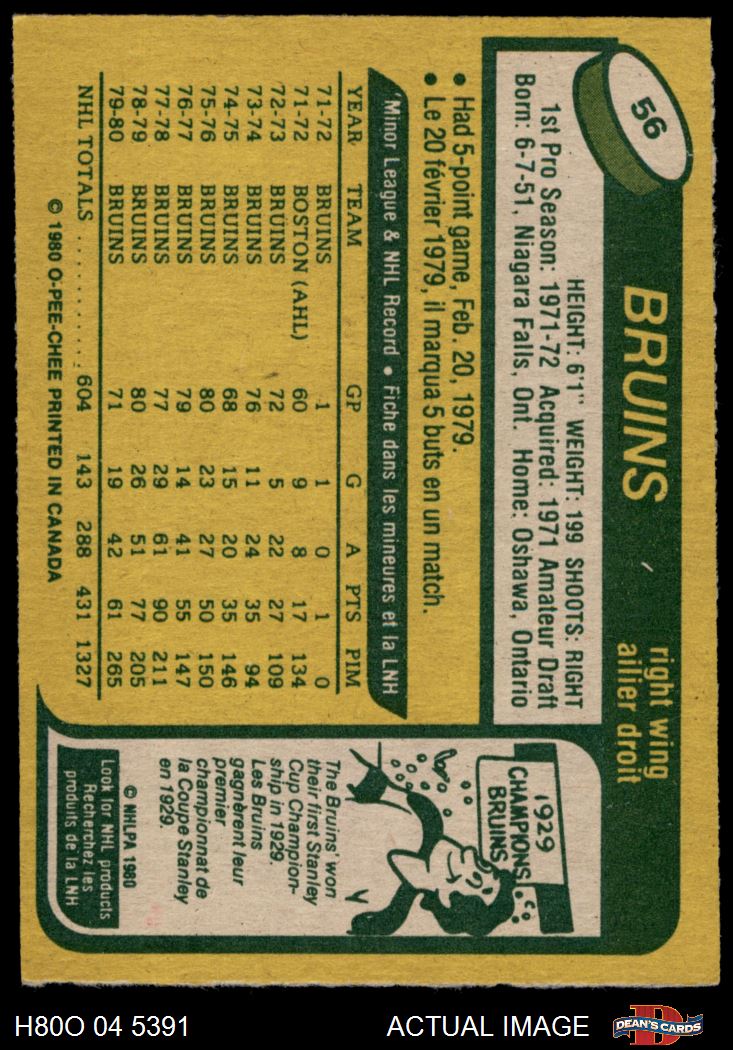 56
BRUINS
right wing
ailier droit
HEIGHT: 6'1" WEIGHT: 199 SHOOTS: RIGHT
1st Pro Season: 1971-72 Acquired: 1971 Amateur Draft
Born: 6-7-51, Niagara Falls, Ont. Home: Oshawa, Ontario
• Had 5-point game, Feb. 20, 1979.
• Le 20 février 1979, il marqua 5 buts en un match.
Minor League & NHL Record • Fiche dans les mineures et la LNH
YEAR TEAM GP G A PTS PIM
71-72 BRUINS 1 1 0 1 0
71-72 BOSTON (AHL) 60 9 8 17 134
72-73 BRUINS 72 5 22 27 109
73-74 BRUINS 76 11 24 35 94
74-75 BRUINS 68 15 20 35 146
75-76 BRUINS 80 23 27 50 150
76-77 BRUINS 79 14 41 55 147
77-78 BRUINS 77 29 61 90 211
78-79 BRUINS 80 26 51 77 205
79-80 BRUINS 71 19 42 61 265
NHL TOTALS .......... 604 143 288 431 1327
© 1980 O-PEE-CHEE PRINTED IN CANADA
1929
CHAMPIONS
BRUINS
The Bruins' won
their first Stanley
Cup Champion-
ship in 1929.
Les Bruins
gagnèrent leur
premier
championnat de
la Coupe Stanley
en 1929.
© NHLPA 1980
Look for NHL products
Recherchez les
produits de la LNH
H80O 04 5391
ACTUAL IMAGE
D
DEAN'S CARDS